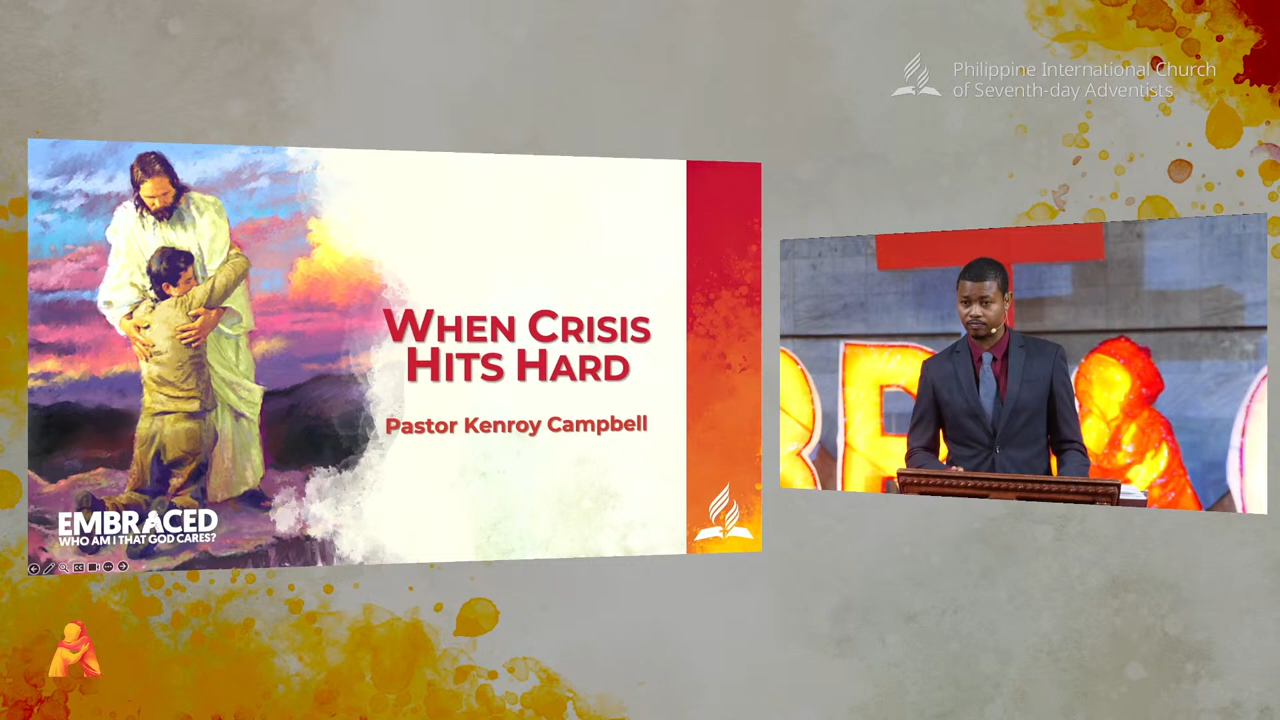 Philippine International Church
of Seventh-day Adventists
WHEN CRISIS
HITS HARD
Pastor Kenroy Campbell
EMBRACED
WHO AM I THAT GOD CARES?